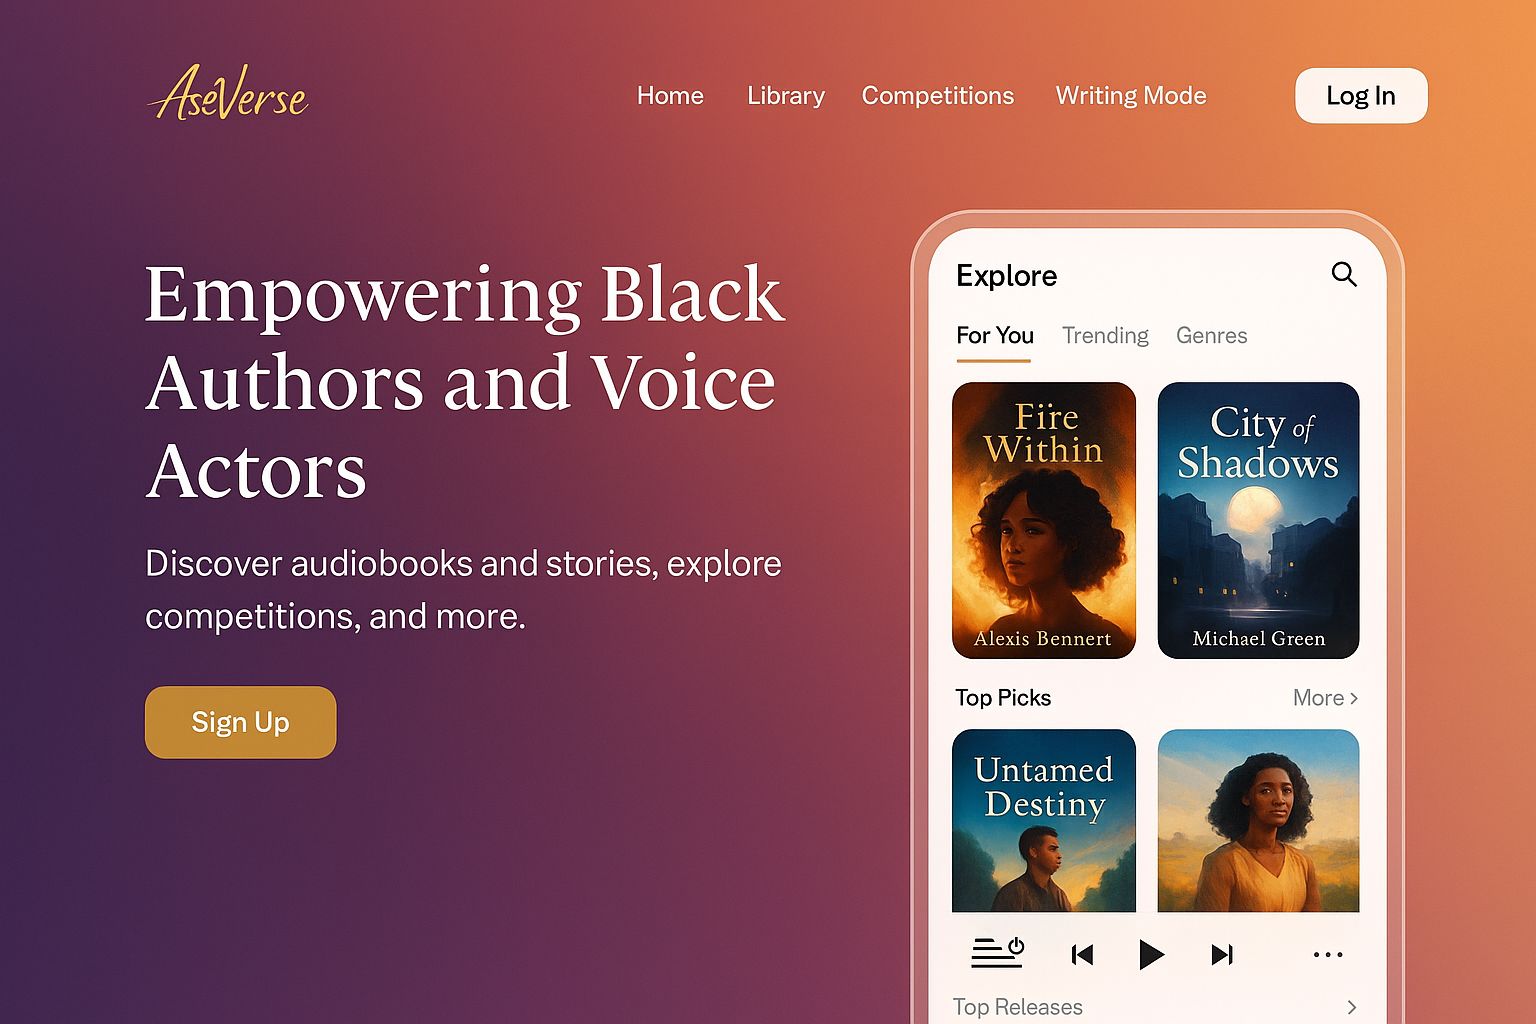 AseVerse
Home Library Competitions Writing Mode Log In
Empowering Black
Authors and Voice
Actors
Discover audiobooks and stories, explore
competitions, and more.
Sign Up
Explore
For You Trending Genres
Fire
Within
Alexis Bennert
City of
Shadows
Michael Green
Top Picks More >
Untamed
Destiny
Top Releases >